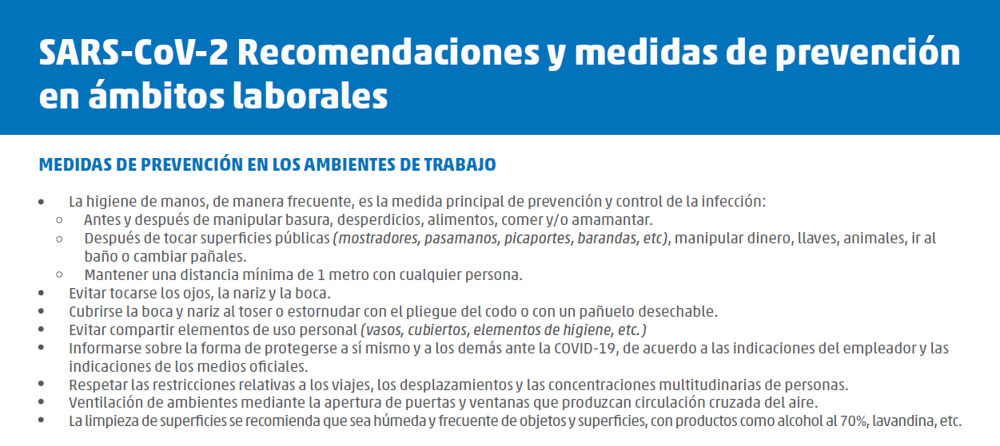 SARS-CoV-2 Recomendaciones y medidas de prevención
en ámbitos laborales
MEDIDAS DE PREVENCIÓN EN LOS AMBIENTES DE TRABAJO
• La higiene de manos, de manera frecuente, es la medida principal de prevención y control de la infección:
○ Antes y después de manipular basura, desperdicios, alimentos, comer y/o amamantar.
○ Después de tocar superficies públicas (mostradores, pasamanos, picaportes, barandas, etc), manipular dinero, llaves, animales, ir al
baño o cambiar pañales.
○ Mantener una distancia mínima de 1 metro con cualquier persona.
• Evitar tocarse los ojos, la nariz y la boca.
• Cubrirse la boca y nariz al toser o estornudar con el pliegue del codo o con un pañuelo desechable.
• Evitar compartir elementos de uso personal (vasos, cubiertos, elementos de higiene, etc.)
• Informarse sobre la forma de protegerse a sí mismo y a los demás ante la COVID-19, de acuerdo a las indicaciones del empleador y las
indicaciones de los medios oficiales.
• Respetar las restricciones relativas a los viajes, los desplazamientos y las concentraciones multitudinarias de personas.
• Ventilación de ambientes mediante la apertura de puertas y ventanas que produzcan circulación cruzada del aire.
• La limpieza de superficies se recomienda que sea húmeda y frecuente de objetos y superficies, con productos como alcohol al 70%, lavandina, etc.